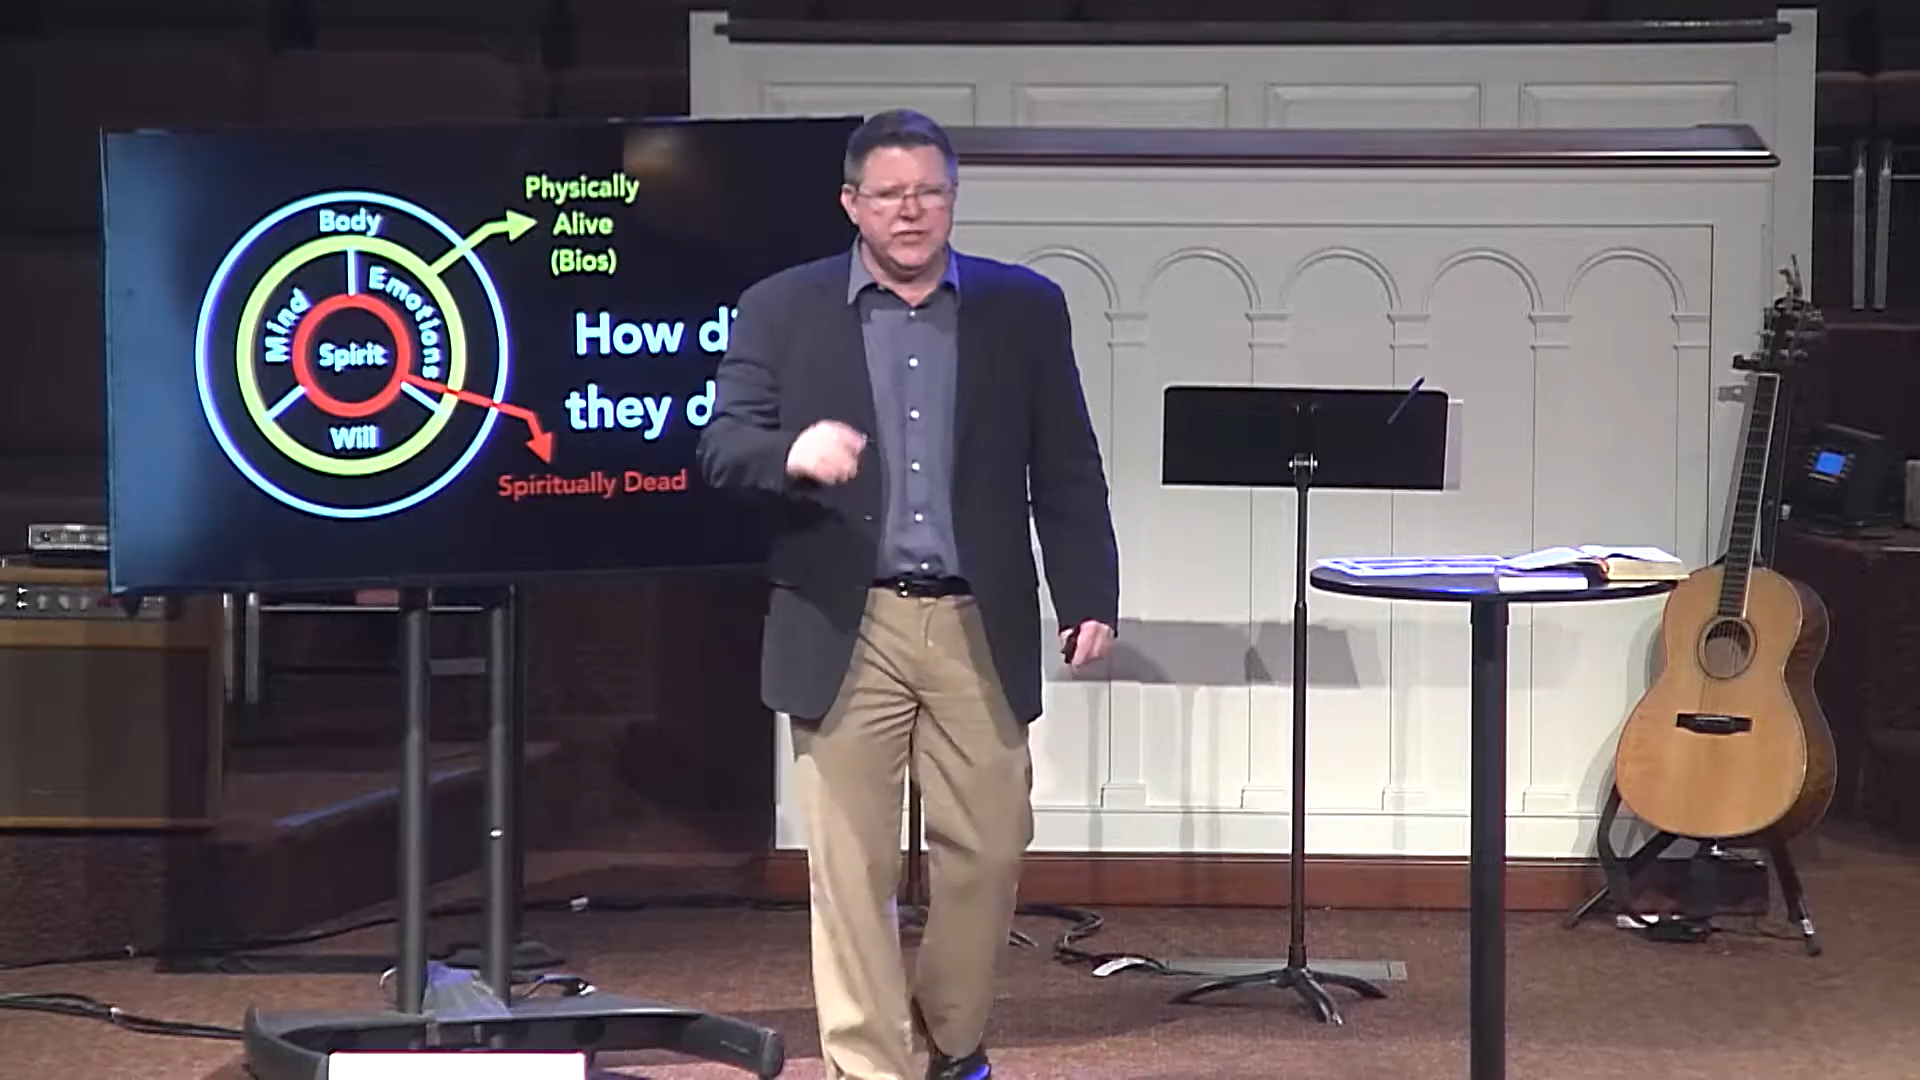 Body
Mind
Emotions
Spirit
Will
Physically
Alive
(Bios)
How
they
Spiritually Dead